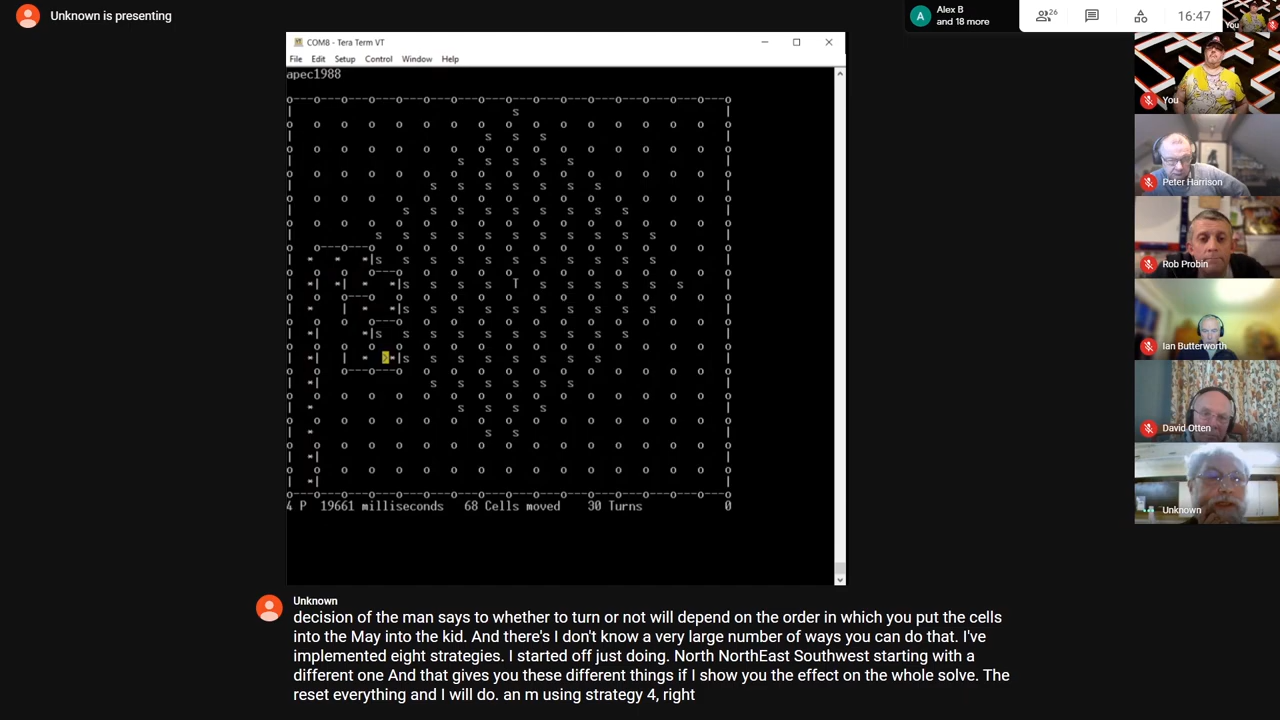 Unknown is presenting
A
Alex B
and 18 more
26
16:47
You
COM8 - Tera Term VT
File Edit Setup Control Window Help
apec1988
4 P 19661 milliseconds 68 Cells moved 30 Turns 0
You
Peter Harrison
Rob Probin
Ian Butterworth
David Otten
Unknown
Unknown
decision of the man says to whether to turn or not will depend on the order in which you put the cells
into the May into the kid. And there's I don't know a very large number of ways you can do that. I've
implemented eight strategies. I started off just doing. North NorthEast Southwest starting with a
different one And that gives you these different things if I show you the effect on the whole solve. The
reset everything and I will do. an m using strategy 4, right